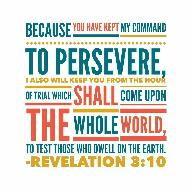 BECAUSE YOU HAVE KEPT MY COMMAND
TO PERSEVERE,
I ALSO WILL KEEP YOU FROM THE HOUR
OF TRIAL WHICH SHALL COME UPON
THE WHOLE WORLD,
TO TEST THOSE WHO DWELL ON THE EARTH.
-REVELATION 3:10